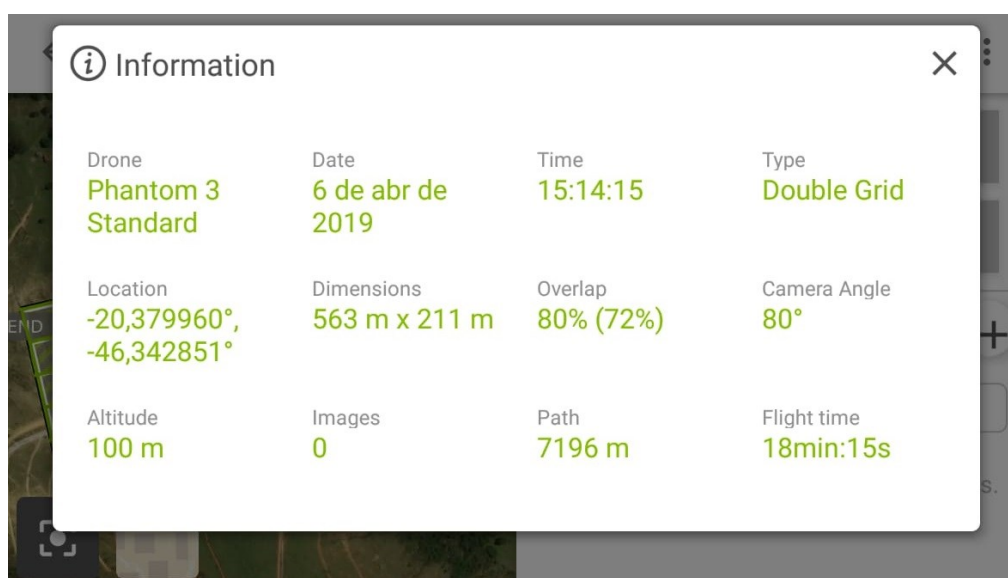 Information
Drone
Phantom 3
Standard
Date
6 de abr de
2019
Time
15:14:15
Type
Double Grid
Location
-20,379960°,
-46,342851°
Dimensions
563 m x 211 m
Overlap
80% (72%)
Camera Angle
80°
Altitude
100 m
Images
0
Path
7196 m
Flight time
18min:15s
END
s.